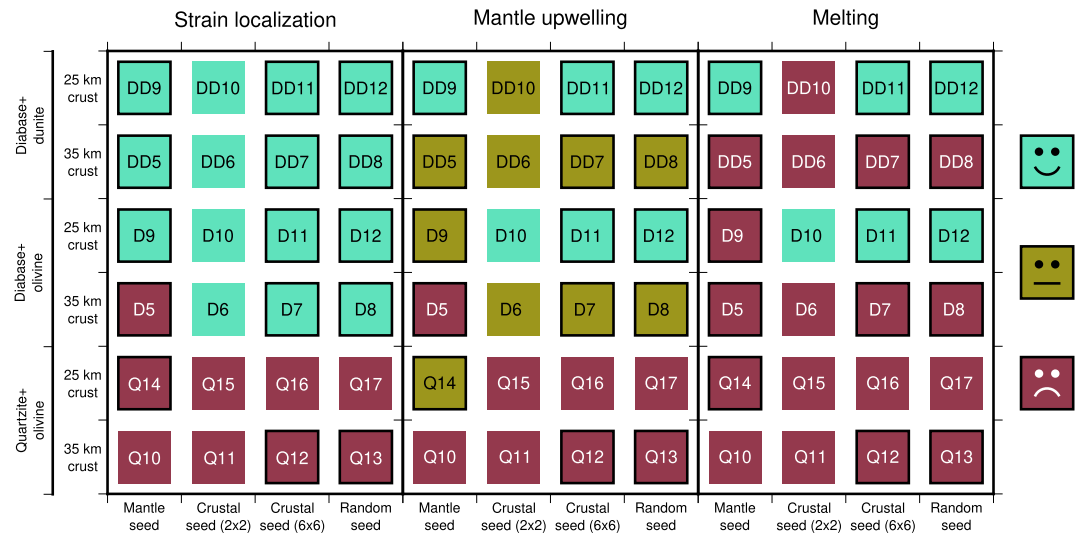 Strain localization Mantle upwelling Melting
Diabase+
dunite
25 km
crust
DD9 DD10 DD11 DD12 DD9 DD10 DD11 DD12 DD9 DD10 DD11 DD12
35 km
crust
DD5 DD6 DD7 DD8 DD5 DD6 DD7 DD8 DD5 DD6 DD7 DD8
Diabase+
olivine
25 km
crust
D9 D10 D11 D12 D9 D10 D11 D12 D9 D10 D11 D12
35 km
crust
D5 D6 D7 D8 D5 D6 D7 D8 D5 D6 D7 D8
Quartzite+
olivine
25 km
crust
Q14 Q15 Q16 Q17 Q14 Q15 Q16 Q17 Q14 Q15 Q16 Q17
35 km
crust
Q10 Q11 Q12 Q13 Q10 Q11 Q12 Q13 Q10 Q11 Q12 Q13
Mantle Crustal Crustal Random Mantle Crustal Crustal Random Mantle Crustal Crustal Random
seed seed (2x2) seed (6x6) seed seed seed (2x2) seed (6x6) seed seed seed (2x2) seed (6x6) seed